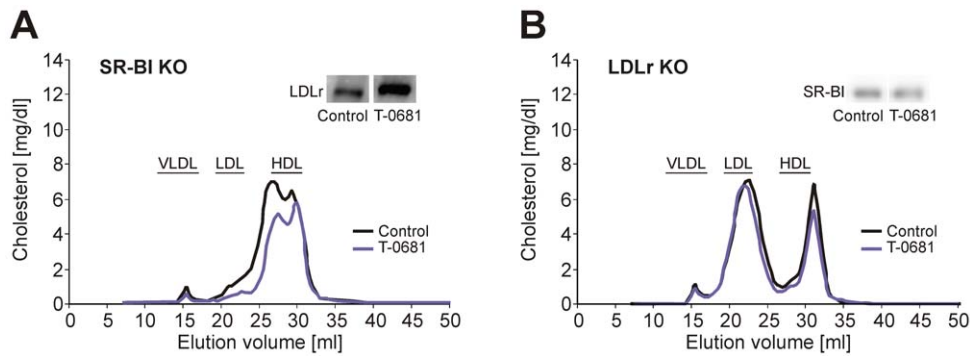 A
SR-BI KO
LDLr
Control T-0681
VLDL LDL HDL
Control
T-0681
Cholesterol [mg/dl]
14
12
10
8
6
4
2
0
0 5 10 15 20 25 30 35 40 45 50
Elution volume [ml]
B
LDLr KO
SR-BI
Control T-0681
VLDL LDL HDL
Control
T-0681
Cholesterol [mg/dl]
14
12
10
8
6
4
2
0
0 5 10 15 20 25 30 35 40 45 50
Elution volume [ml]